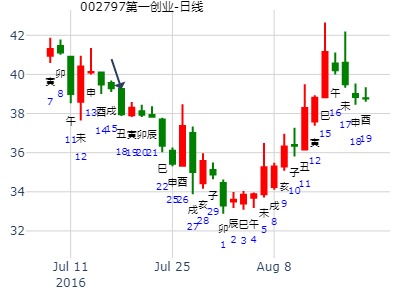 002797第一创业-日线
42
40
38
36
34
32
寅
7
卯
8
午
11
未
12
申
13
酉
14
戌
15
丑
18
寅
19
卯
20
辰
21
巳
22
申
25
酉
26
戌
27
亥
28
子
29
卯
1
辰
2
巳
3
午
4
未
5
戌
8
亥
9
子
10
丑
11
寅
12
巳
15
午
16
未
17
申
18
酉
19
Jul 11
2016
Jul 25
Aug 8